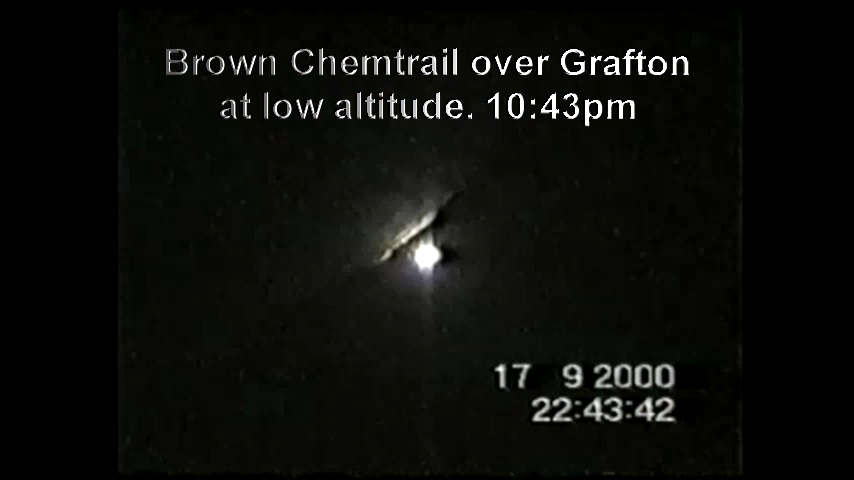 Brown Chemtrail over Grafton
at low altitude. 10:43pm
17 9 2000
22:43:42